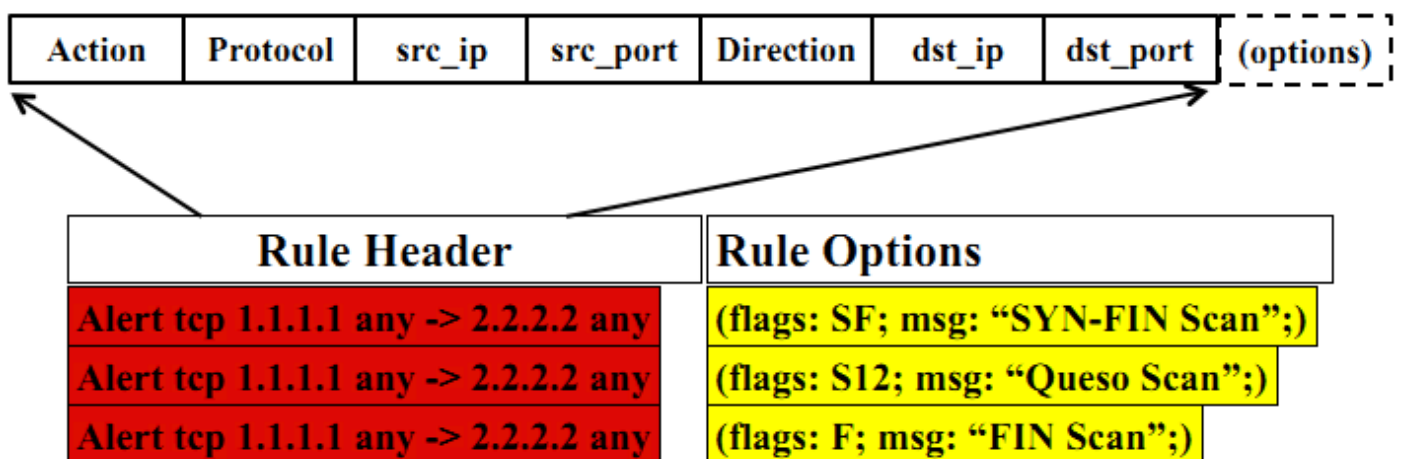 Action Protocol src_ip src_port Direction dst_ip dst_port (options)
Rule Header Rule Options
Alert tcp 1.1.1.1 any -> 2.2.2.2 any (flags: SF; msg: “SYN-FIN Scan”;)
Alert tcp 1.1.1.1 any -> 2.2.2.2 any (flags: S12; msg: “Queso Scan”;)
Alert tcp 1.1.1.1 any -> 2.2.2.2 any (flags: F; msg: “FIN Scan”;)